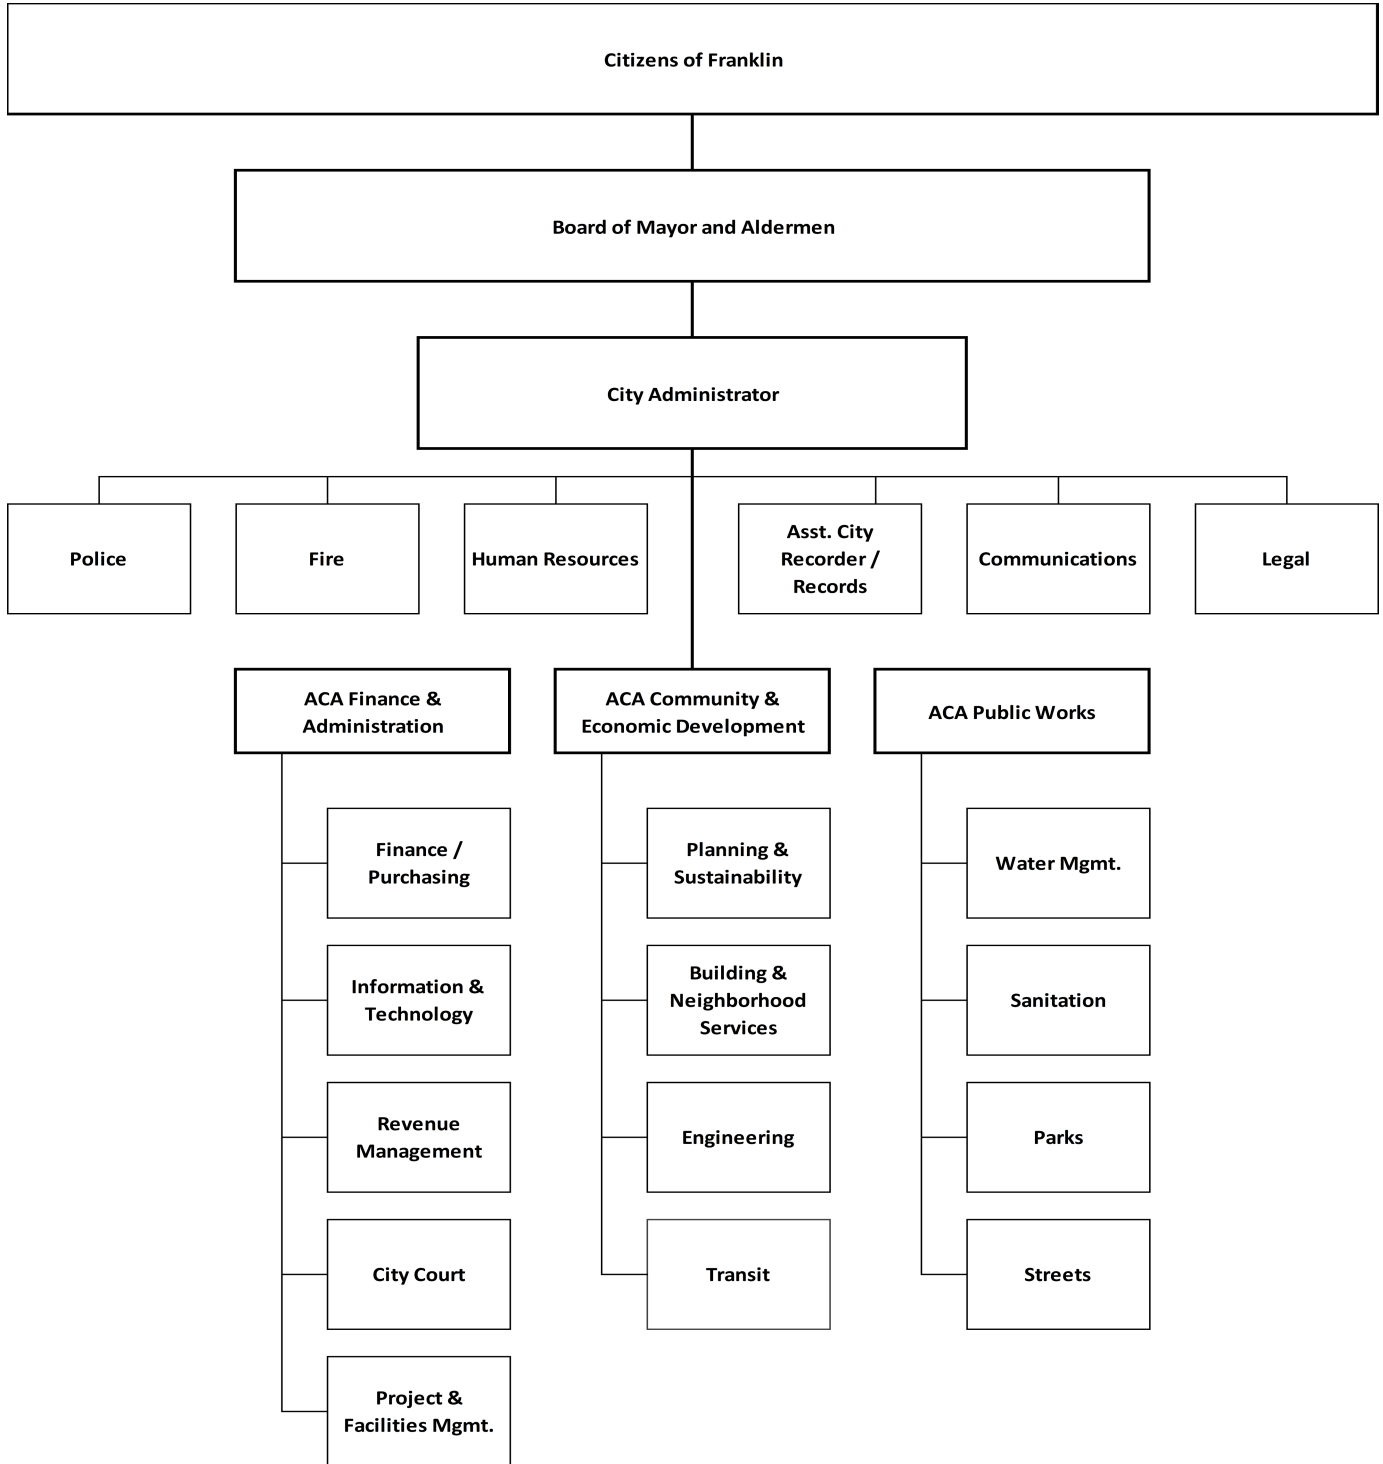 Citizens of Franklin
Board of Mayor and Aldermen
City Administrator
Police
Fire
Human Resources
Asst. City
Recorder /
Records
Communications
Legal
ACA Finance &
Administration
ACA Community &
Economic Development
ACA Public Works
Finance /
Purchasing
Planning &
Sustainability
Water Mgmt.
Information &
Technology
Building &
Neighborhood
Services
Sanitation
Revenue
Management
Engineering
Parks
City Court
Transit
Streets
Project &
Facilities Mgmt.